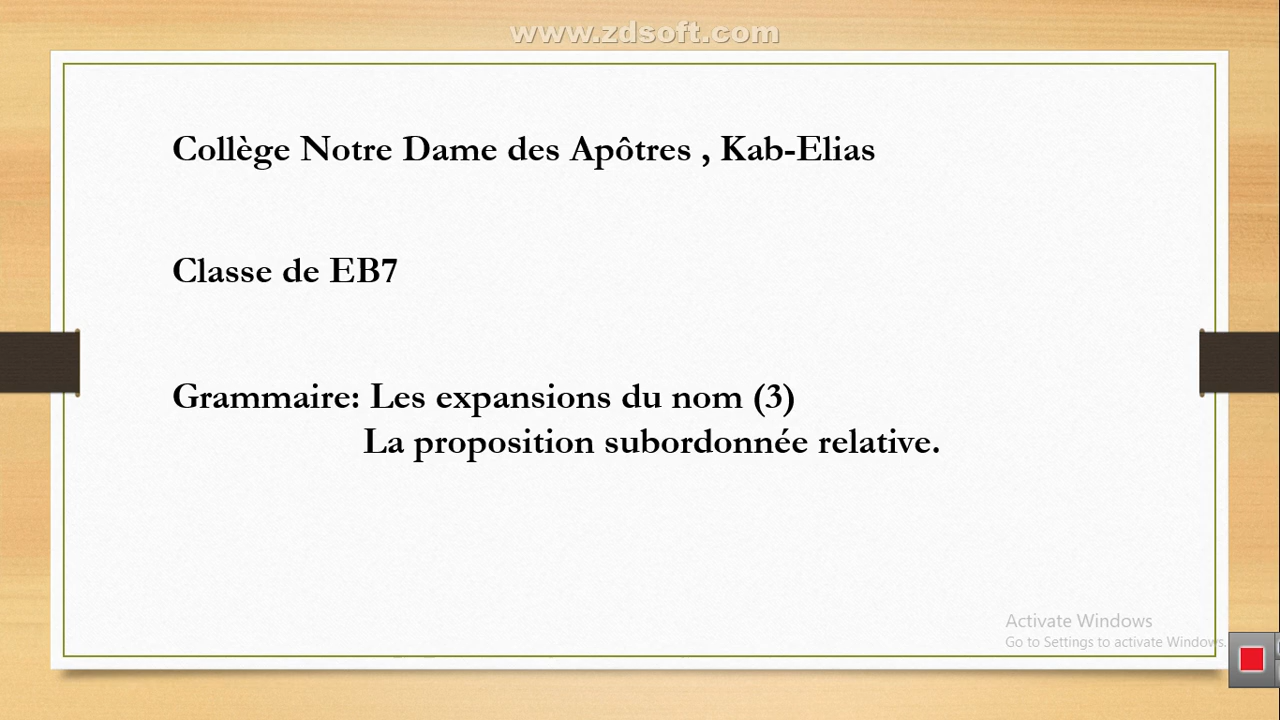 www.zdsoft.com
Collège Notre Dame des Apôtres , Kab-Elias
Classe de EB7
Grammaire: Les expansions du nom (3)
La proposition subordonnée relative.
Activate Windows
Go to Settings to activate Windows.